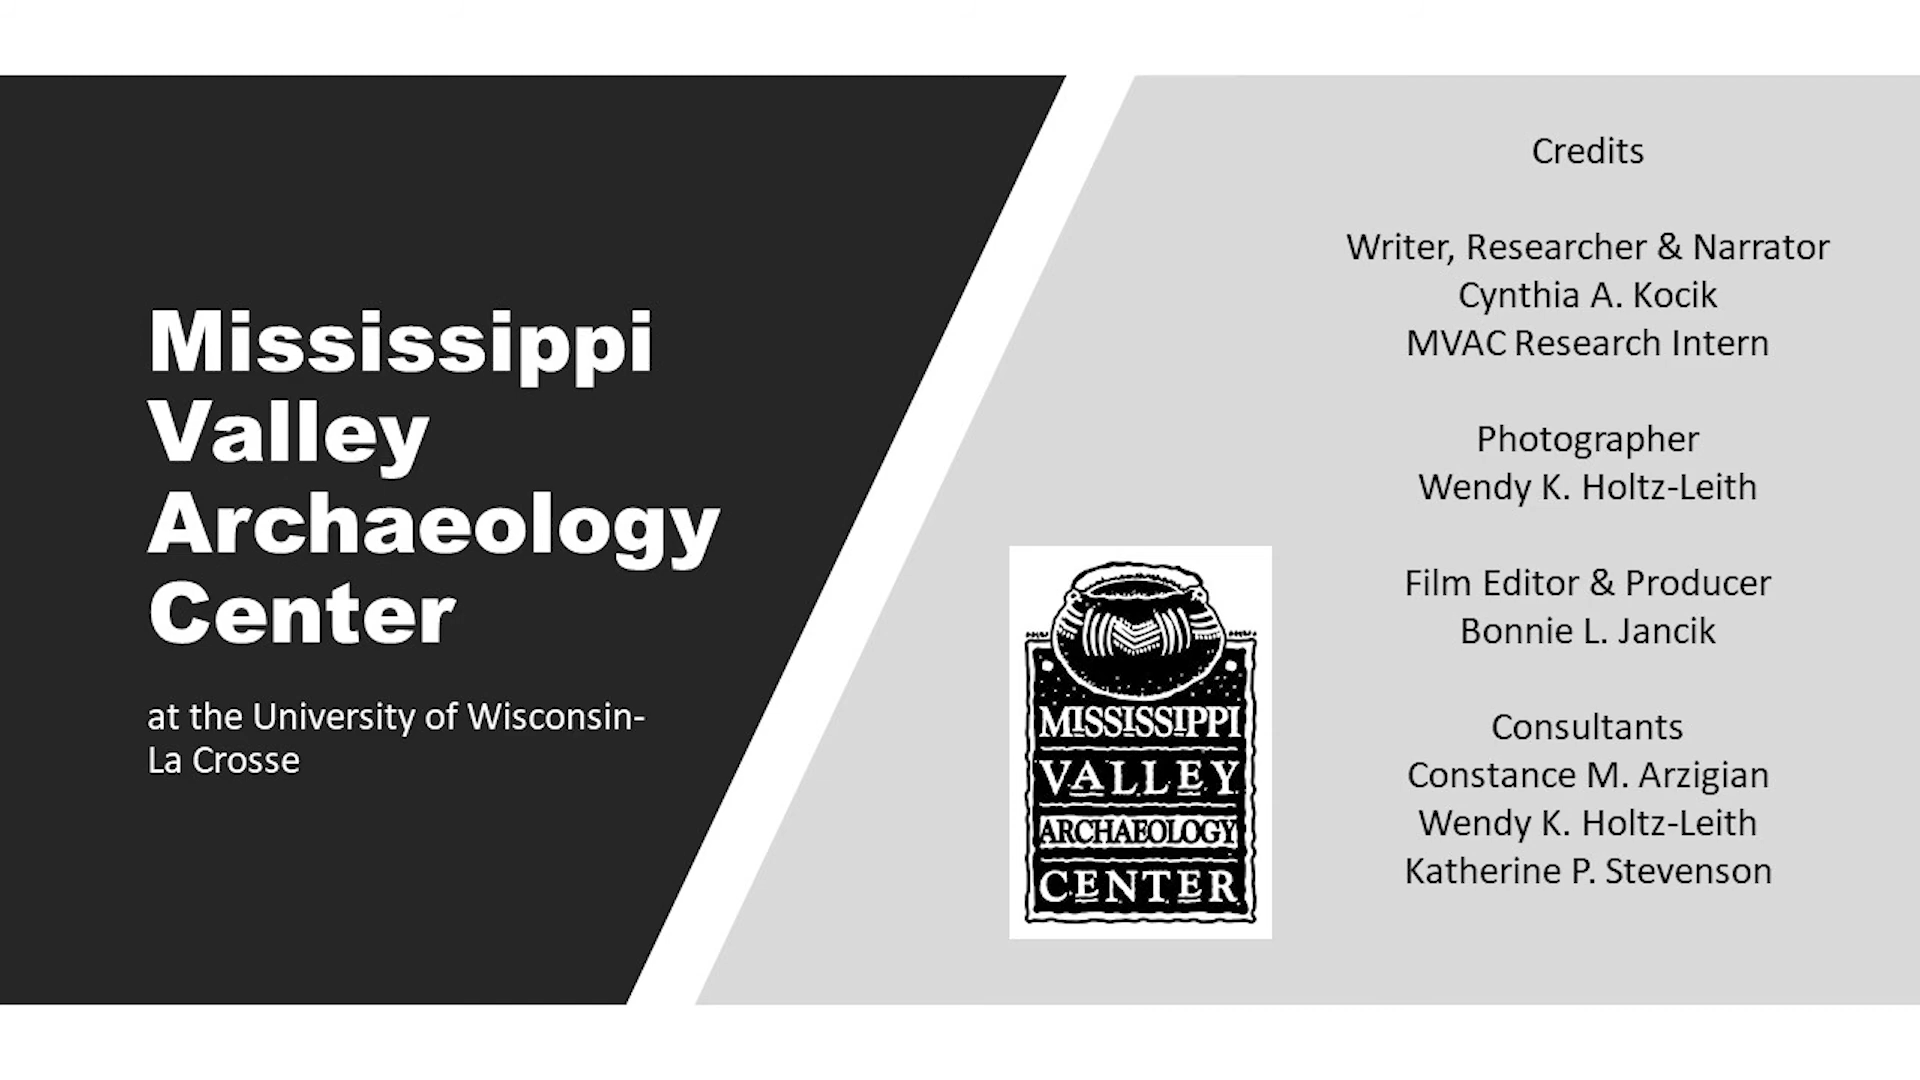 Mississippi
Valley
Archaeology
Center
at the University of Wisconsin-
La Crosse
MISSISSIPPI
VALLEY
ARCHAEOLOGY
CENTER
Credits
Writer, Researcher & Narrator
Cynthia A. Kocik
MVAC Research Intern
Photographer
Wendy K. Holtz-Leith
Film Editor & Producer
Bonnie L. Jancik
Consultants
Constance M. Arzigian
Wendy K. Holtz-Leith
Katherine P. Stevenson